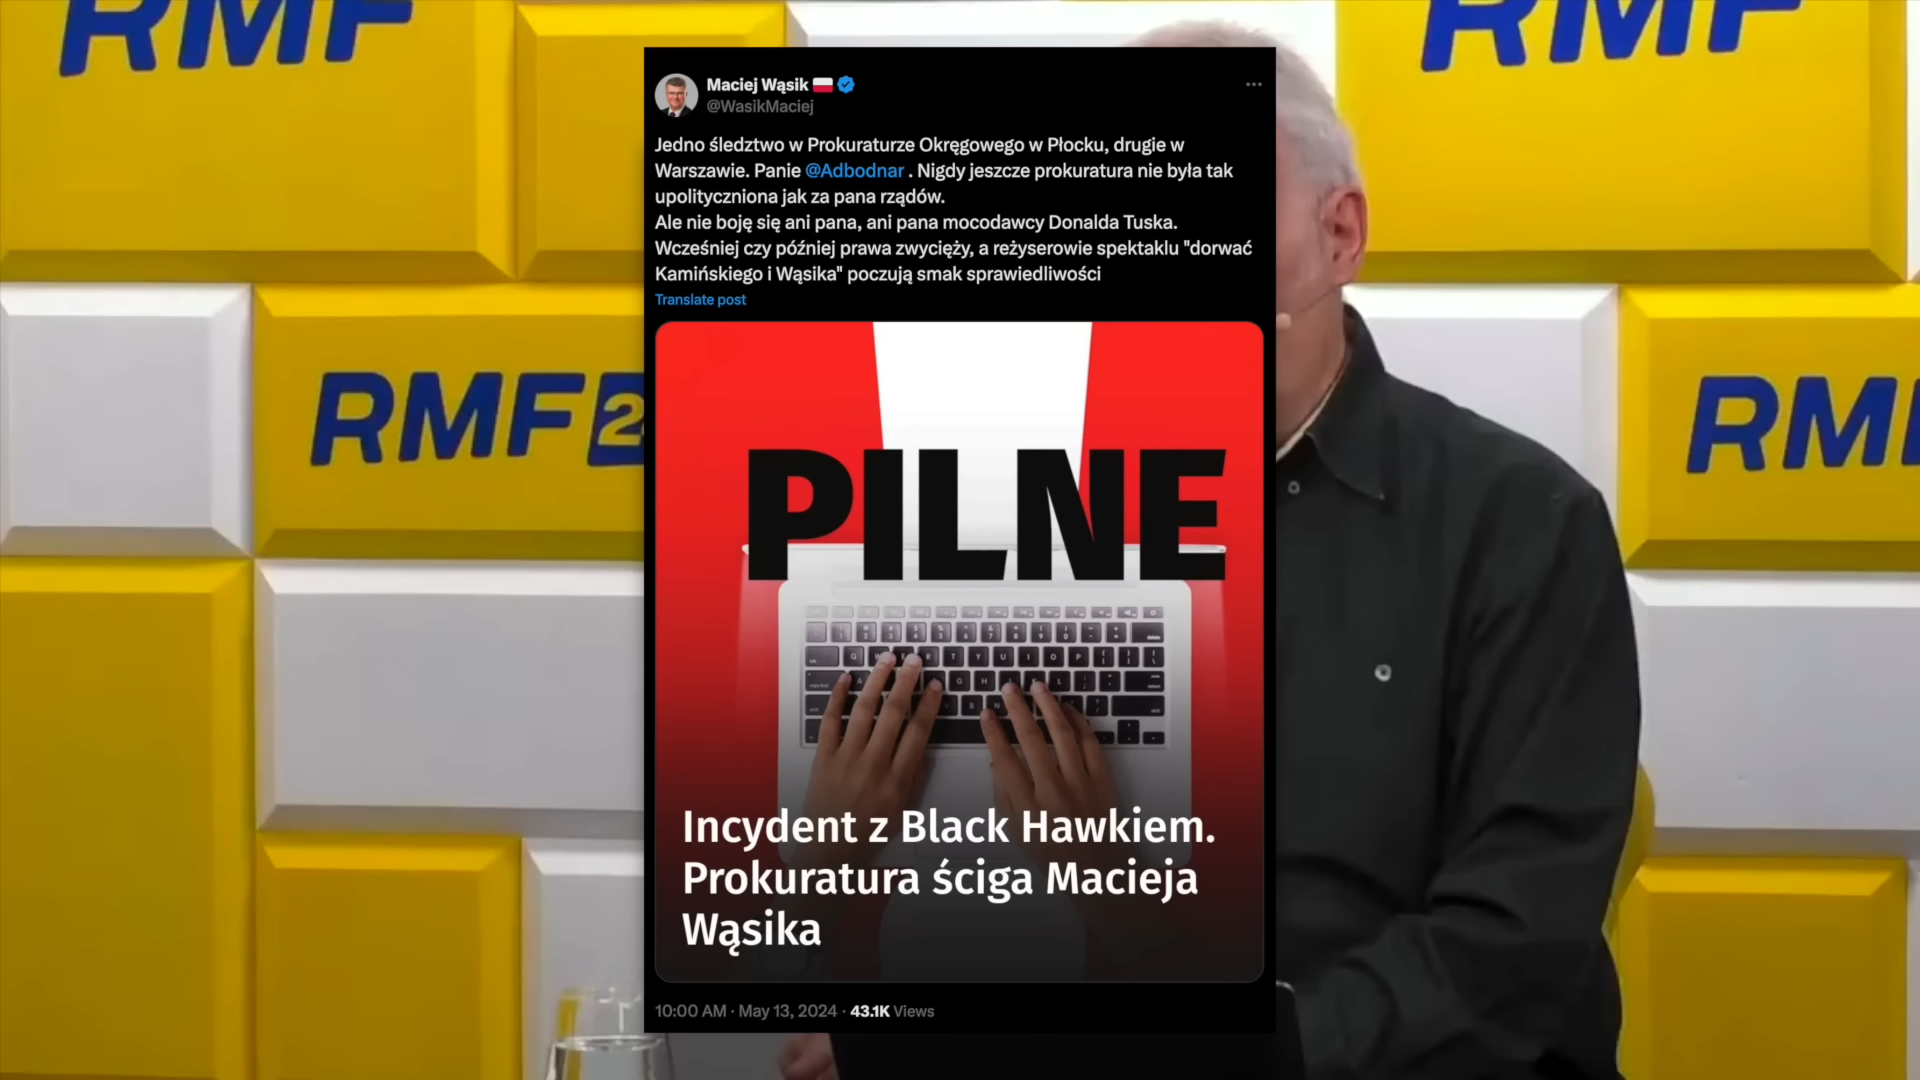 RMF
RMF
RMF2
RM
Maciej Wąsik
@WasikMaciej
Jedno śledztwo w Prokuraturze Okręgowego w Płocku, drugie w
Warszawie. Panie @Adbodnar . Nigdy jeszcze prokuratura nie była tak
upolityczniona jak za pana rządów.
Ale nie boję się ani pana, ani pana mocodawcy Donalda Tuska.
Wcześniej czy później prawa zwycięży, a reżyserowie spektaklu "dorwać
Kamińskiego i Wąsika" poczują smak sprawiedliwości
Translate post
PILNE
Incydent z Black Hawkiem.
Prokuratura ściga Macieja
Wąsika
10:00 AM · May 13, 2024 · 43.1K Views